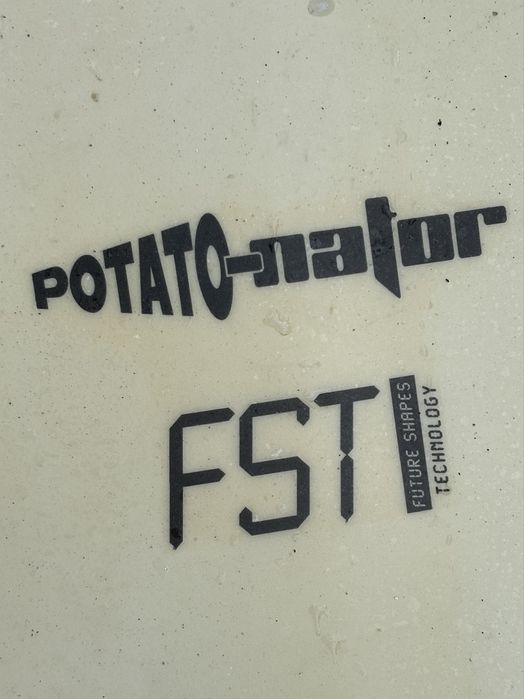 POTATO-nator
FST
FUTURE SHAPES
TECHNOLOGY